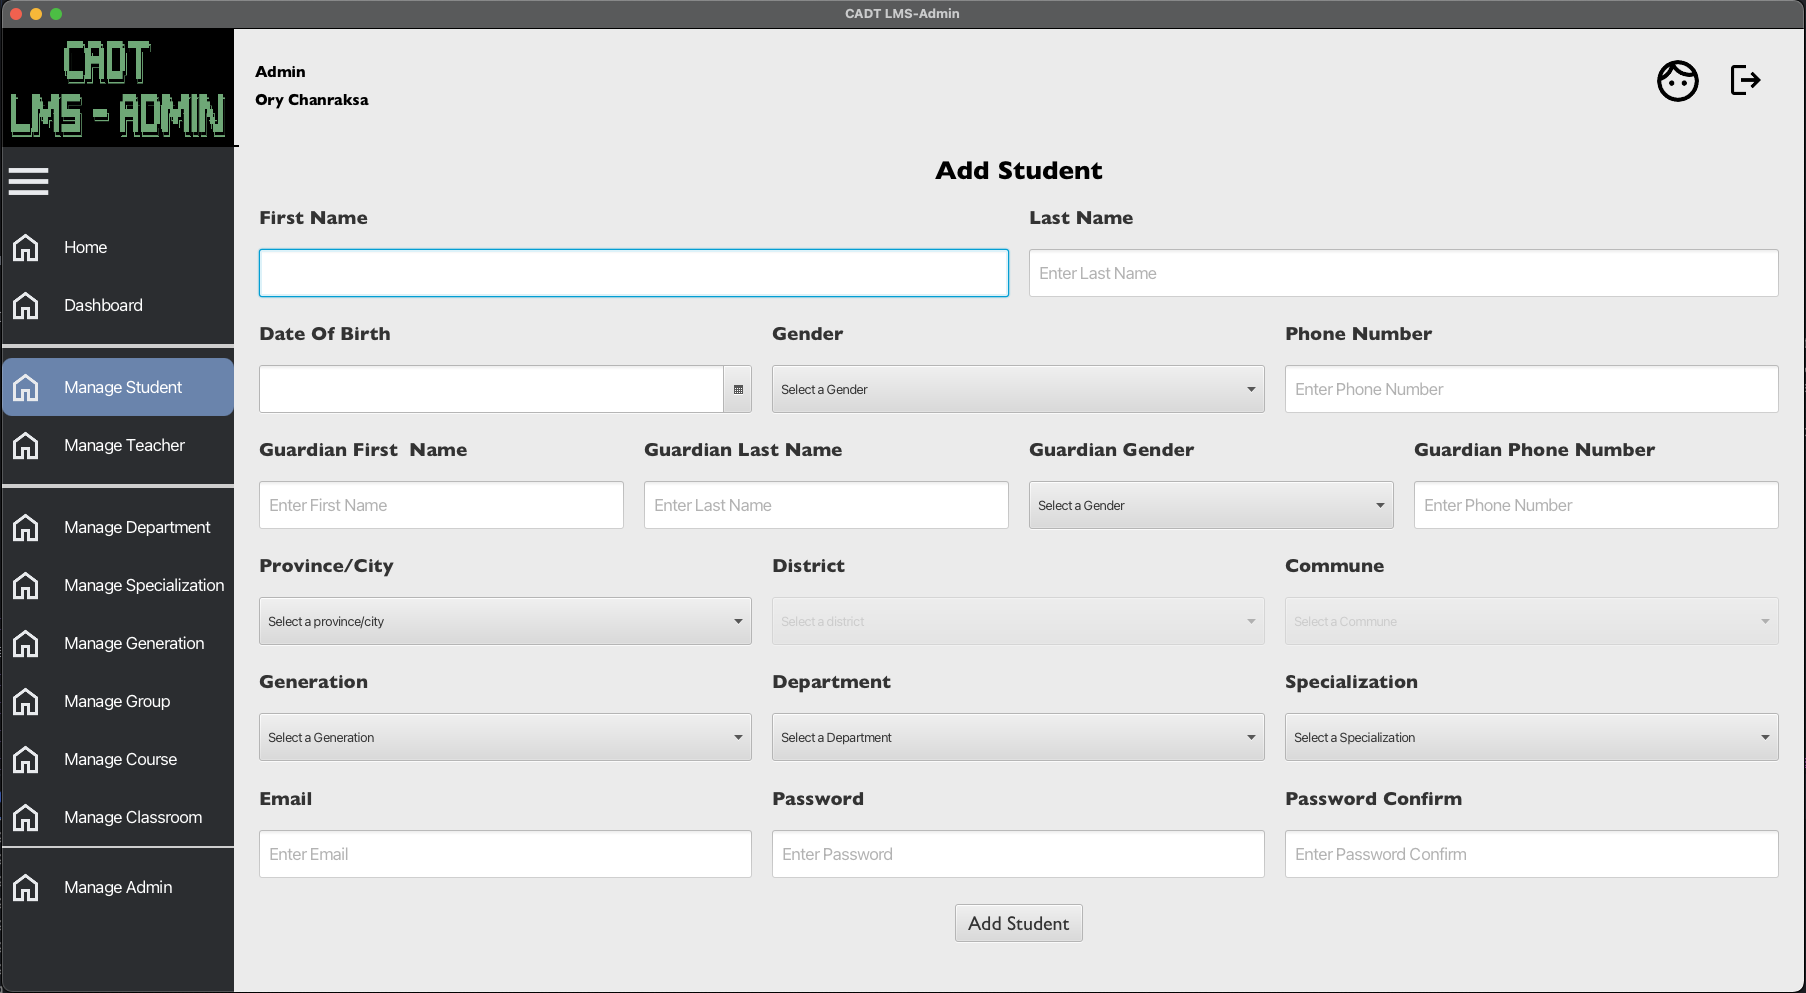 CADT LMS-Admin
CADT
LMS - ADMIN
Admin
Ory Chanraksa
Home
Dashboard
Manage Student
Manage Teacher
Manage Department
Manage Specialization
Manage Generation
Manage Group
Manage Course
Manage Classroom
Manage Admin
Add Student
First Name Last Name
Enter Last Name
Date Of Birth Gender Phone Number
Select a Gender Enter Phone Number
Guardian First  Name Guardian Last Name Guardian Gender Guardian Phone Number
Enter First Name Enter Last Name Select a Gender Enter Phone Number
Province/City District Commune
Select a province/city Select a district Select a Commune
Generation Department Specialization
Select a Generation Select a Department Select a Specialization
Email Password Password Confirm
Enter Email Enter Password Enter Password Confirm
Add Student